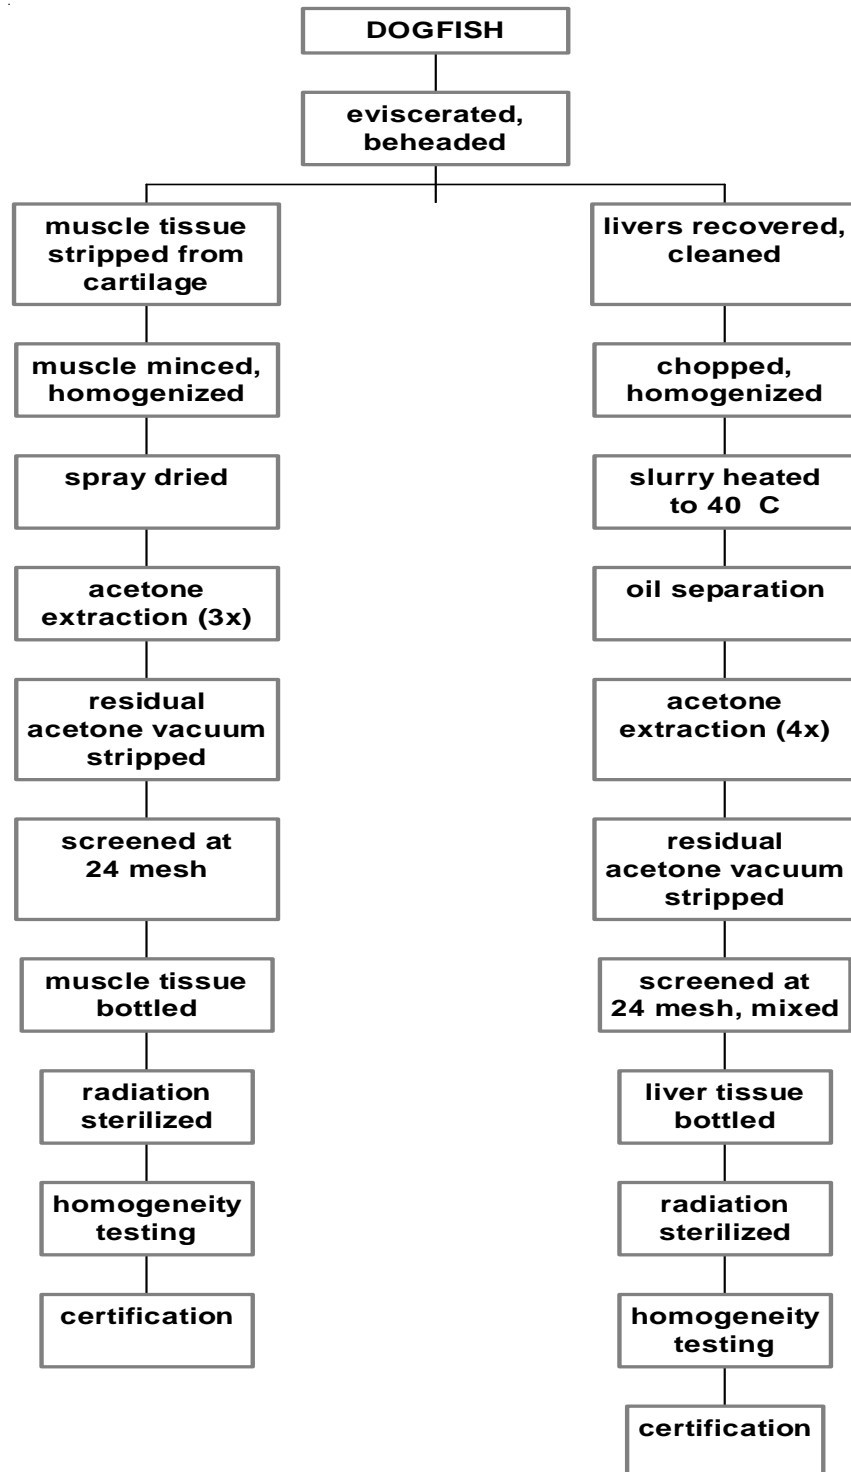 DOGFISH
eviscerated,
beheaded
muscle tissue
stripped from
cartilage
muscle minced,
homogenized
spray dried
acetone
extraction (3x)
residual
acetone vacuum
stripped
screened at
24 mesh
muscle tissue
bottled
radiation
sterilized
homogeneity
testing
certification
livers recovered,
cleaned
chopped,
homogenized
slurry heated
to 40 C
oil separation
acetone
extraction (4x)
residual
acetone vacuum
stripped
screened at
24 mesh, mixed
liver tissue
bottled
radiation
sterilized
homogeneity
testing
certification